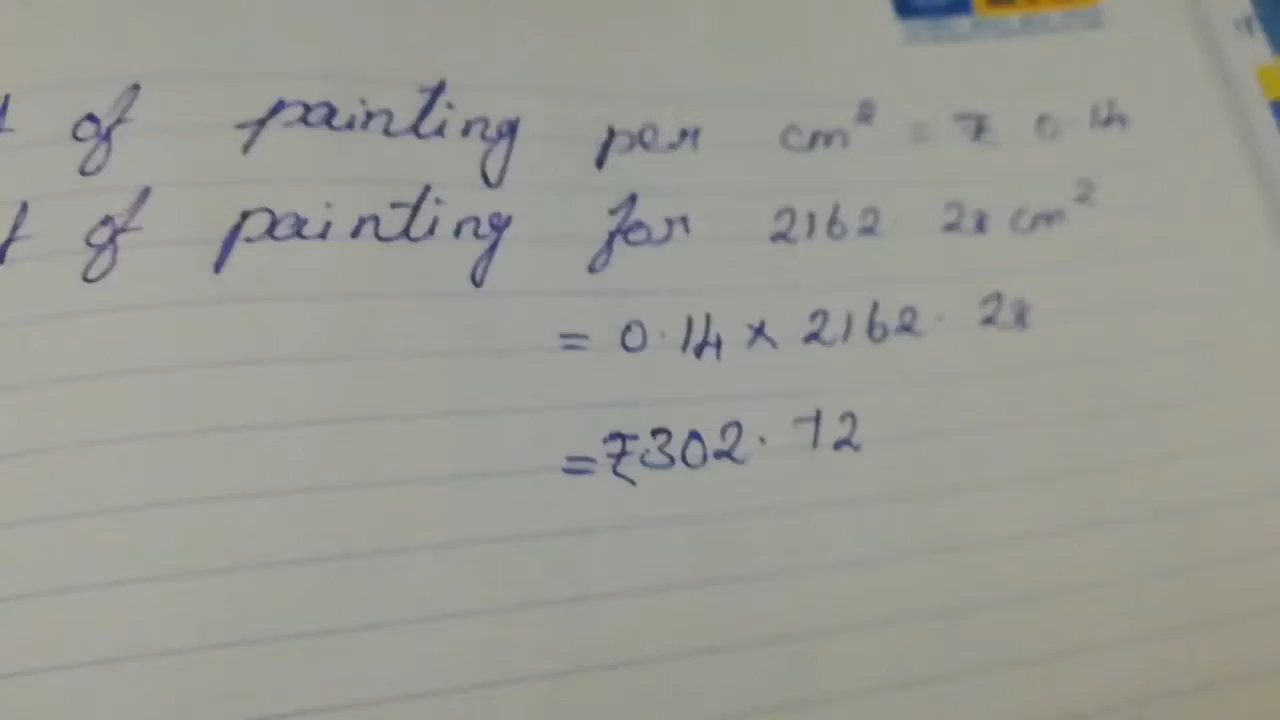 of painting per cm² = ₹ 0.14
of painting for 2162.28 cm²
= 0.14 x 2162.28
= ₹302.72